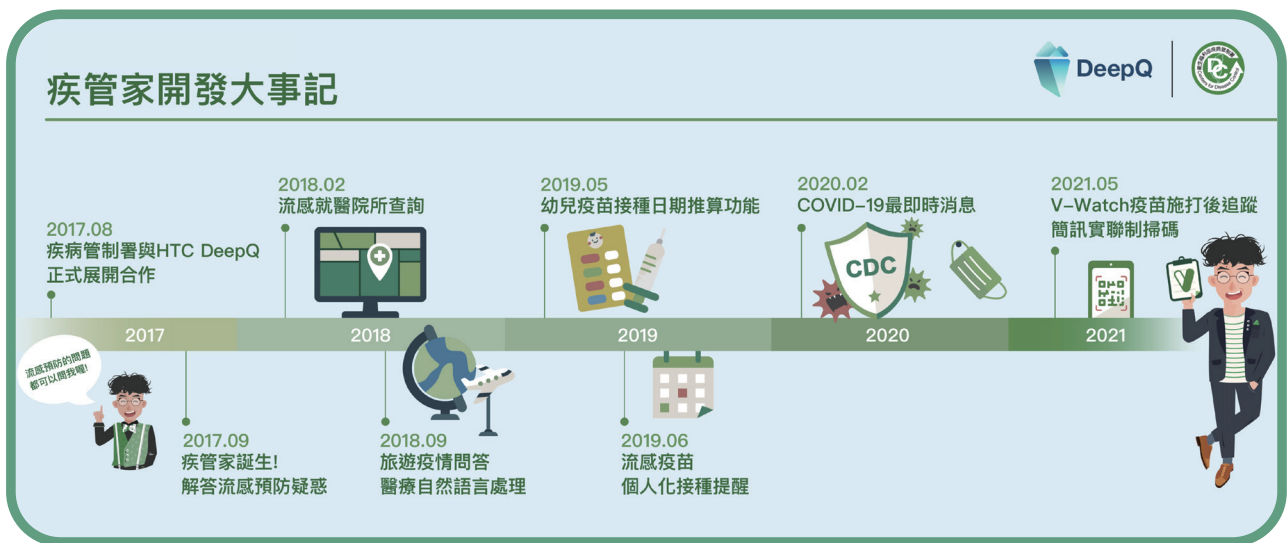 疾管家開發大事記
DeepQ
2017.08
疾病管制署與HTC DeepQ
正式展開合作
2018.02
流感就醫院所查詢
2019.05
幼兒疫苗接種日期推算功能
2020.02
COVID-19最即時消息
CDC
2021.05
V-Watch疫苗施打後追蹤
簡訊實聯制掃碼
2017
2018
2019
2020
2021
流感預防的問題
都可以問我喔!
2017.09
疾管家誕生!
解答流感預防疑惑
2018.09
旅遊疫情問答
醫療自然語言處理
2019.06
流感疫苗
個人化接種提醒